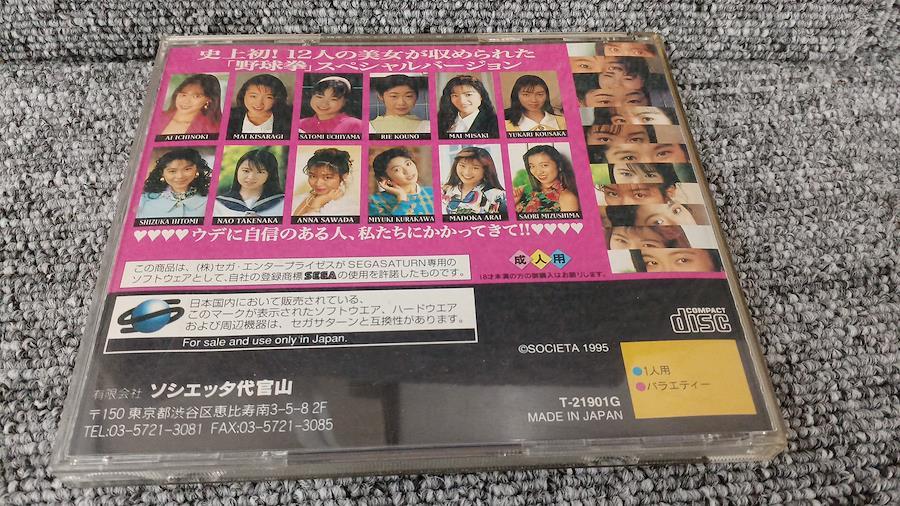 史上初!12人の美女が収められた
「野球拳」スペシャルバージョン
AI ICHINOKI
MAI KISARAGI
SATOMI UCHIYAMA
RIE KOUNO
MAI MISAKI
YUKARI KOUSAKA
SHIZUKA HITOMI
NAO TAKENAKA
ANNA SAWADA
MIYUKI KURAKAWA
MADOKA ARAI
SAORI MIZUSHIMA
♥♥♥♥ウデに自信のある人、私たちにかかってきて!!♥♥♥♥
この商品は、(株)セガ・エンタープライゼスがSEGASATURN専用の
ソフトウェアとして、自社の登録商標SEGAの使用を許諾したものです。
成人用
18才未満の方の御購入はお断りします。
日本国内において販売されている、
このマークが表示されたソフトウエア、ハードウエア
および周辺機器は、セガサターンと互換性があります。
For sale and use only in Japan.
COMPACT
disc
©SOCIETA 1995
1人用
バラエティー
有限会社 ソシエッタ代官山
〒150 東京都渋谷区恵比寿南3-5-8 2F
TEL:03-5721-3081 FAX:03-5721-3085
T-21901G
MADE IN JAPAN